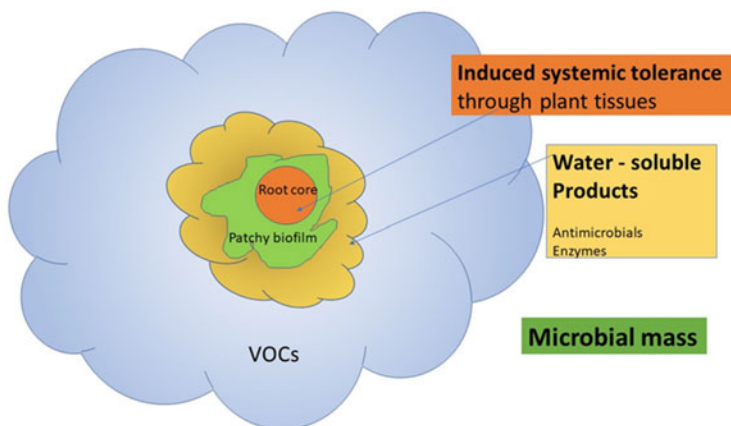 Induced systemic tolerance
through plant tissues
Water - soluble
Products
Antimicrobials
Enzymes
Root core
Patchy biofilm
Microbial mass
VOCs